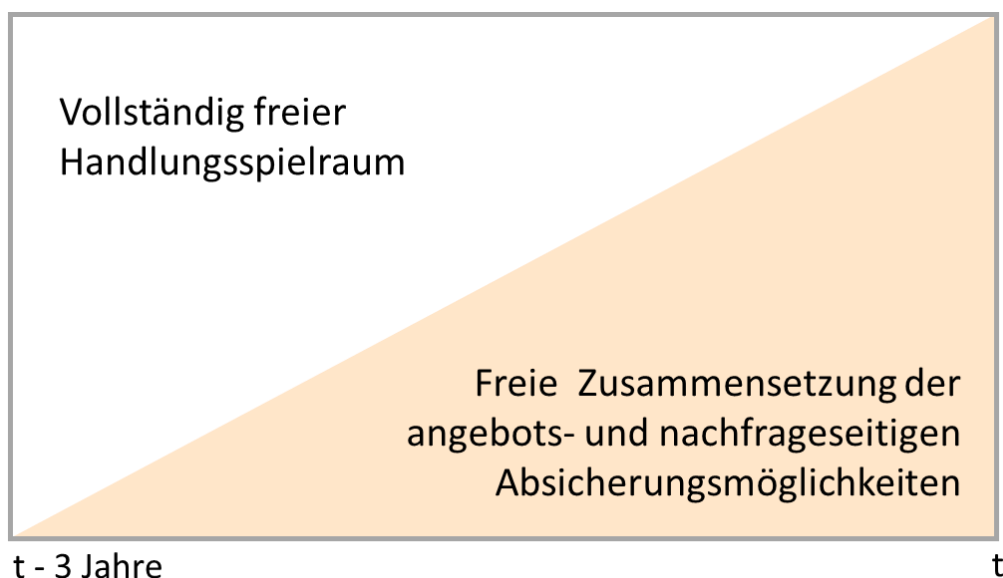 Vollständig freier
Handlungsspielraum
Freie  Zusammensetzung der
angebots- und nachfrageseitigen
Absicherungsmöglichkeiten
t - 3 Jahre
t